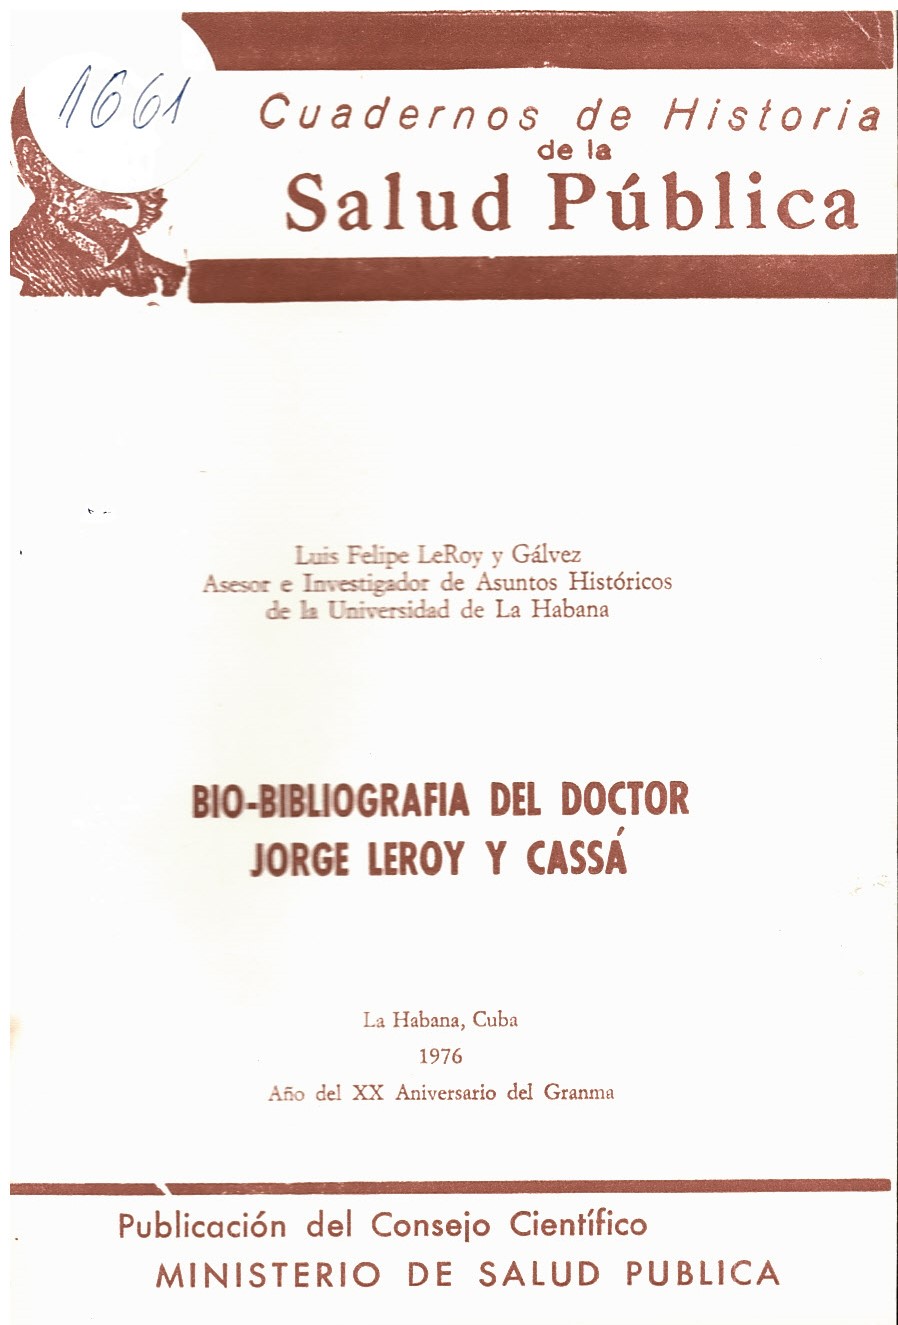 1661
Cuadernos de Historia
de la
Salud Pública
Luis Felipe LeRoy y Gálvez
Asesor e Investigador de Asuntos Históricos
de la Universidad de La Habana
BIO-BIBLIOGRAFIA DEL DOCTOR
JORGE LEROY Y CASSÁ
La Habana, Cuba
1976
Año del XX Aniversario del Granma
Publicación del Consejo Científico
MINISTERIO DE SALUD PUBLICA